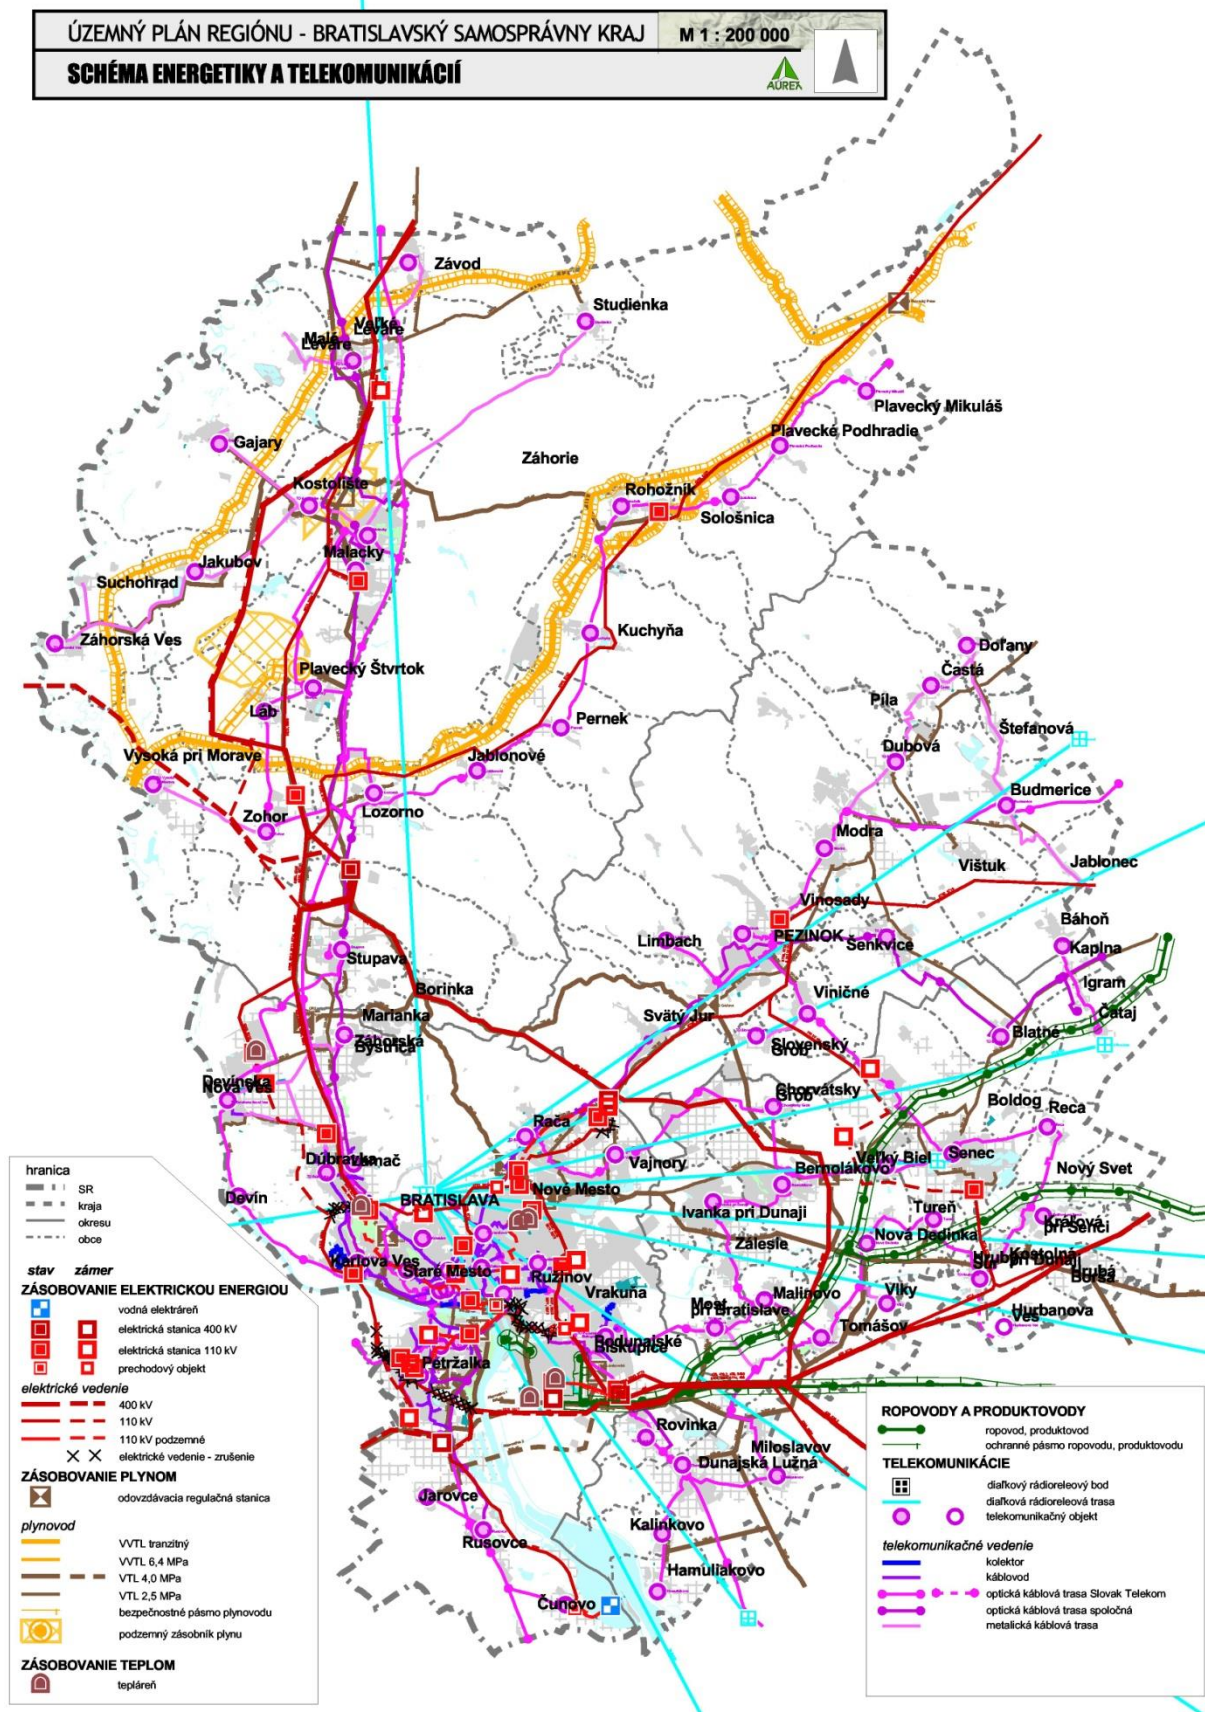 ÚZEMNÝ PLÁN REGIÓNU - BRATISLAVSKÝ SAMOSPRÁVNY KRAJ
M 1 : 200 000
SCHÉMA ENERGETIKY A TELEKOMUNIKÁCIÍ
AUREX
Závod
Studienka
Veľké
Leváre
Malé
Leváre
Plavecký Mikuláš
Plavecké Podhradie
Gajary
Záhorie
Kostolište
Rohožník
Sološnica
Malacky
Jakubov
Suchohrad
Záhorská Ves
Kuchyňa
Doľany
Častá
Plavecký Štvrtok
Píla
Láb
Pernek
Štefanová
Dubová
Vysoká pri Morave
Jablonové
Budmerice
Lozorno
Zohor
Modra
Vištuk
Jablonec
Vinosady
Báhoň
PEZINOK
Limbach
Šenkvice
Kaplna
Stupava
Igram
Borinka
Viničné
Čataj
Svätý Jur
Marianka
Blatné
Záhorská
Bystrica
Slovenský
Grob
Devínska
Nová Ves
Chorvátsky
Grob
Boldog
Reca
Rača
Vajnory
Veľký Biel
Senec
Dúbravka
Lamač
Bernolákovo
Nový Svet
Devín
BRATISLAVA
Nové Mesto
Ivanka pri Dunaji
Tureň
Kráľová
pri Senci
Nová Dedinka
Zálesie
Karlova Ves
Staré Mesto
Kostolná
pri Dunaji
Hrubý
Šúr
Hrubá
Borša
Ružinov
Vrakuňa
Malinovo
Vlky
Most
pri Bratislave
Hurbanova
Ves
Podunajské
Biskupice
Tomášov
Petržalka
Rovinka
Miloslavov
Dunajská Lužná
Jarovce
Kalinkovo
Rusovce
Hamuliakovo
Čunovo
hranica
SR
kraja
okresu
obce
stav zámer
ZÁSOBOVANIE ELEKTRICKOU ENERGIOU
vodná elektráreň
elektrická stanica 400 kV
elektrická stanica 110 kV
prechodový objekt
elektrické vedenie
400 kV
110 kV
110 kV podzemné
elektrické vedenie - zrušenie
ZÁSOBOVANIE PLYNOM
odovzdávacia regulačná stanica
plynovod
VVTL tranzitný
VVTL 6,4 MPa
VTL 4,0 MPa
VTL 2,5 MPa
bezpečnostné pásmo plynovodu
podzemný zásobník plynu
ZÁSOBOVANIE TEPLOM
tepláreň
ROPOVODY A PRODUKTOVODY
ropovod, produktovod
ochranné pásmo ropovodu, produktovodu
TELEKOMUNIKÁCIE
diaľkový rádioreleový bod
diaľková rádioreleová trasa
telekomunikačný objekt
telekomunikačné vedenie
kolektor
káblovod
optická káblová trasa Slovak Telekom
optická káblová trasa spoločná
metalická káblová trasa